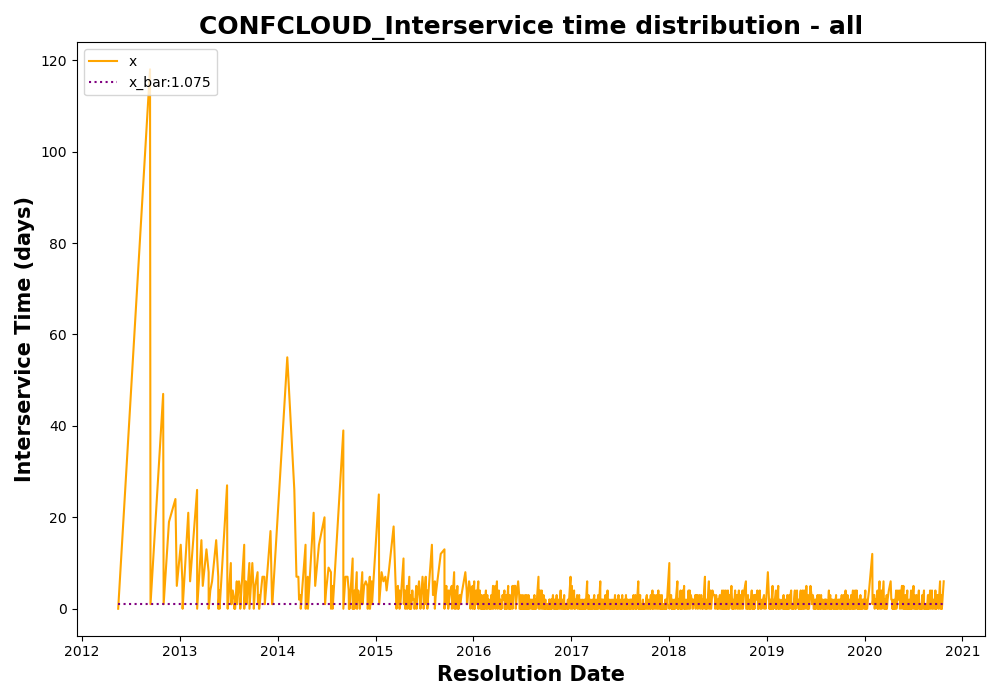 CONFCLOUD_Interservice time distribution - all
x
x_bar:1.075
Interservice Time (days)
120
100
80
60
40
20
0
2012 2013 2014 2015 2016 2017 2018 2019 2020 2021
Resolution Date